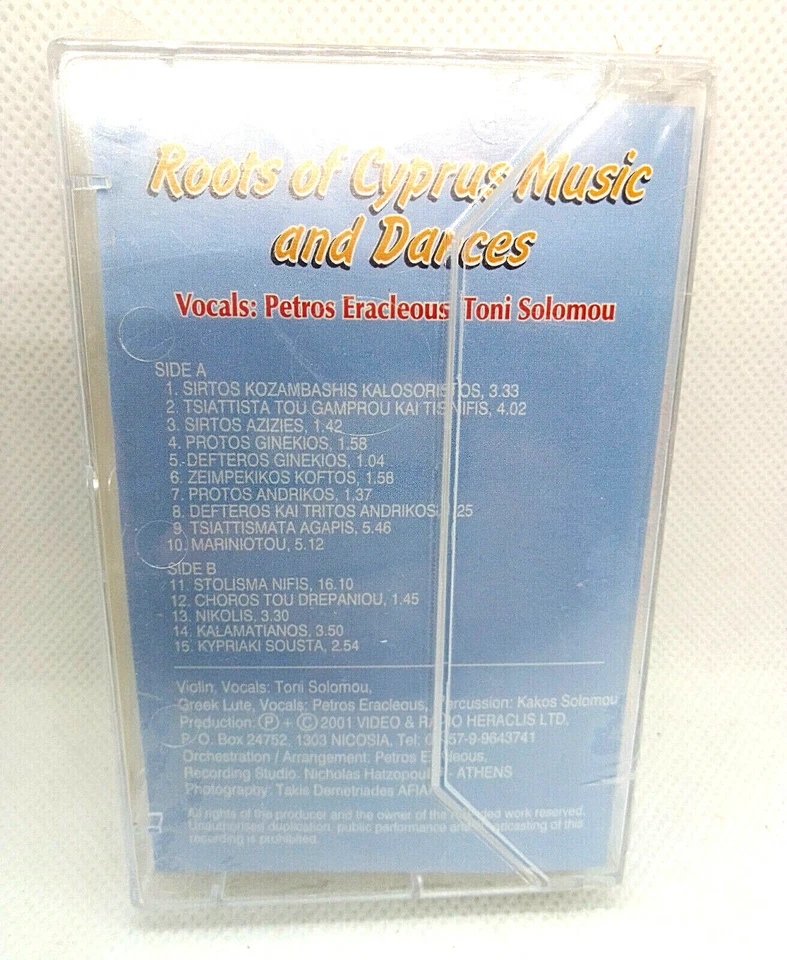 Roots of Cyprus Music
and Dances
Vocals: Petros Eracleous, Toni Solomou
SIDE A
1. SIRTOS KOZAMBASHIS KALOSORISTOS, 3.33
2. TSIATTISTA TOU GAMPROU KAI TIS NIFIS, 4.02
3. SIRTOS AZIZIES, 1.42
4. PROTOS GINEKIOS, 1.58
5. DEFTEROS GINEKIOS, 1.04
6. ZEIMPEKIKOS KOFTOS, 1.58
7. PROTOS ANDRIKOS, 1.37
8. DEFTEROS KAI TRITOS ANDRIKOS
9. TSIATTISMATA AGAPIS, 5.46
10. MARINIOTOU, 5.12
SIDE B
11. STOLISMA NIFIS, 16.10
12. CHOROS TOU DREPANIOU, 1.45
13. NIKOLIS, 3.30
14. KALAMATIANOS, 3.50
15. KYPRIAKI SOUSTA, 2.54
Violin, Vocals: Toni Solomou,
Greek Lute, Vocals: Petros Eracleous, Percussion: Kakos Solomou
Production: Ⓟ + © 2001 VIDEO & RADIO HERACLIS LTD,
P/O. Box 24752, 1303 NICOSIA, Tel:
Orchestration / Arrangement: Petros Eracleous,
Recording Studio: Nicholas Hatzopoulos - ATHENS
Photography: Takis Demetriades AFIAP
All rights of the producer and the owner of the recorded work reserved.
Unauthorised duplication, public performance and broadcasting of this
recording is prohibited.